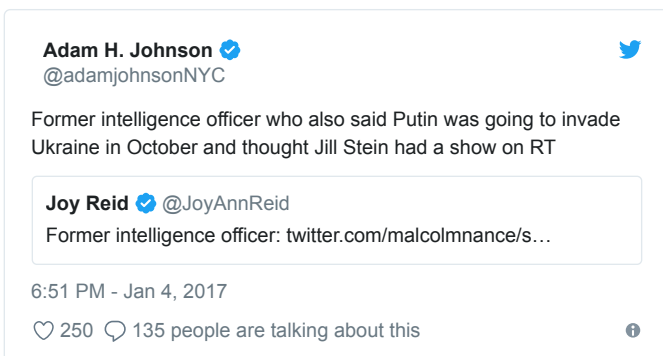 Adam H. Johnson
@adamjohnsonNYC
Former intelligence officer who also said Putin was going to invade
Ukraine in October and thought Jill Stein had a show on RT
Joy Reid @JoyAnnReid
Former intelligence officer: twitter.com/malcolmnance/s…
6:51 PM - Jan 4, 2017
250 135 people are talking about this